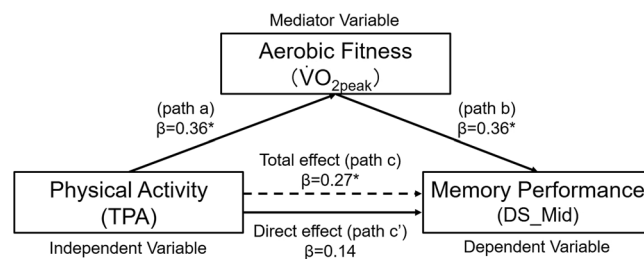 Mediator Variable
Aerobic Fitness
(V̇O2peak)
(path a)
β=0.36*
(path b)
β=0.36*
Total effect (path c)
β=0.27*
Physical Activity
(TPA)
Memory Performance
(DS_Mid)
Direct effect (path c’)
β=0.14
Independent Variable
Dependent Variable